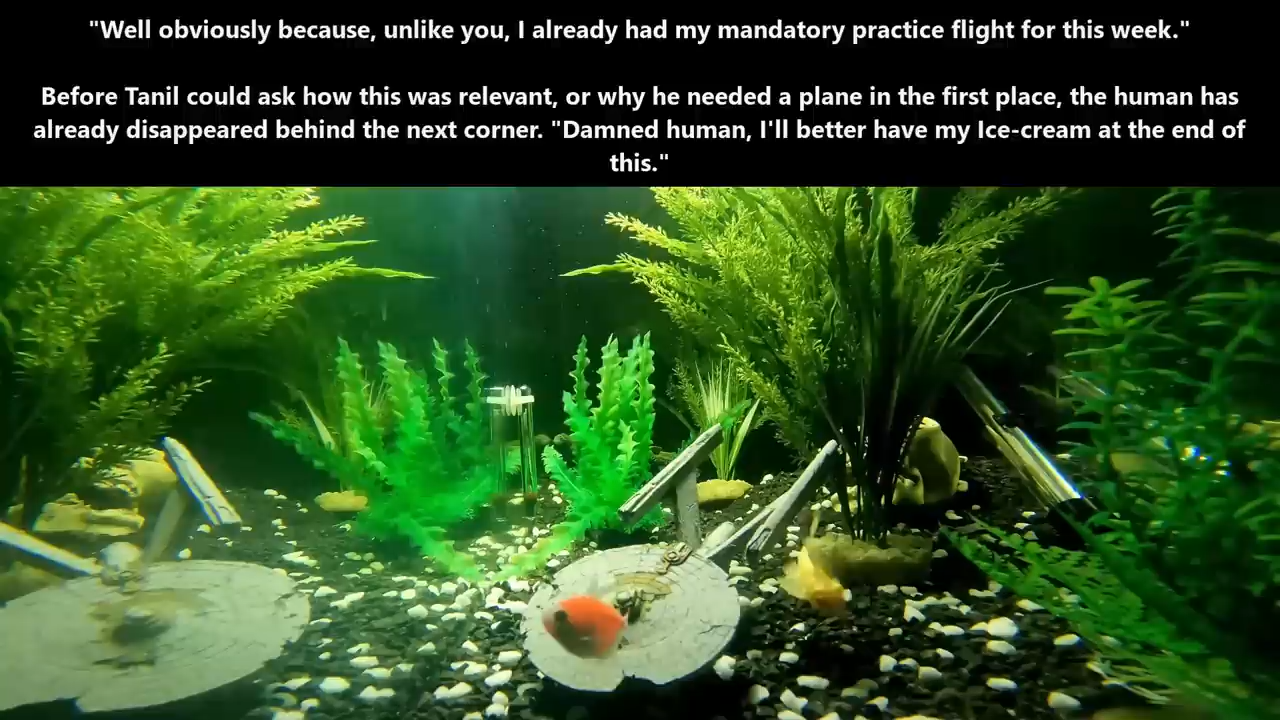 "Well obviously because, unlike you, I already had my mandatory practice flight for this week."
Before Tanil could ask how this was relevant, or why he needed a plane in the first place, the human has
already disappeared behind the next corner. "Damned human, I'll better have my Ice-cream at the end of
this."